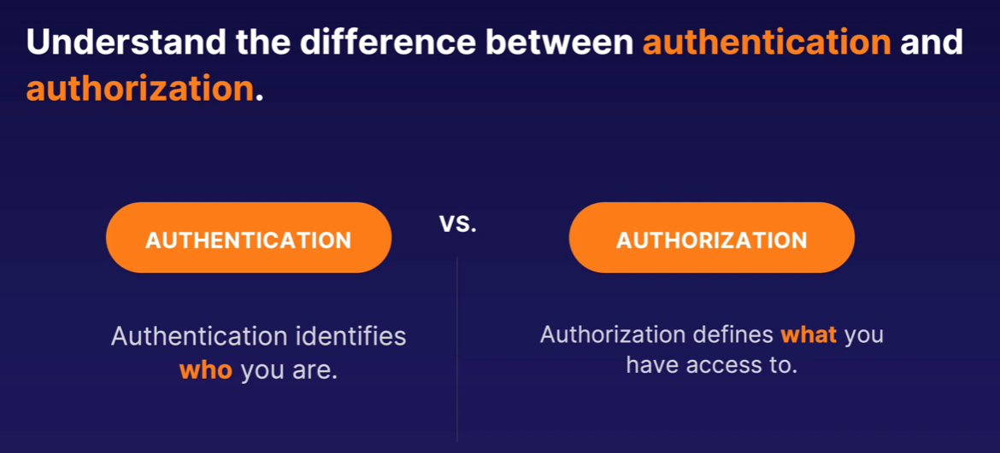 Understand the difference between authentication and
authorization.
AUTHENTICATION
vs.
AUTHORIZATION
Authentication identifies
who you are.
Authorization defines what you
have access to.